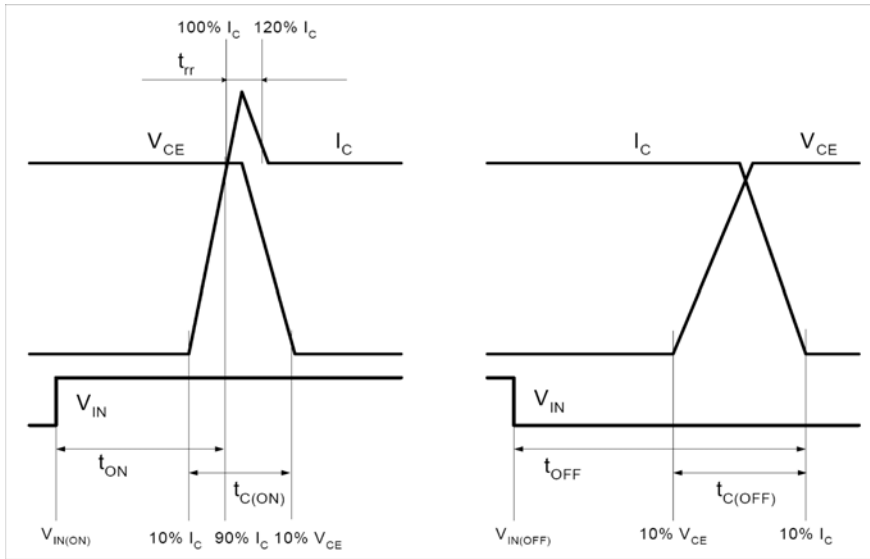 100% I_C 120% I_C
t_rr
V_CE I_C
V_IN
t_ON
t_C(ON)
V_IN(ON) 10% I_C 90% I_C 10% V_CE
I_C V_CE
V_IN
t_OFF
t_C(OFF)
V_IN(OFF) 10% V_CE 10% I_C